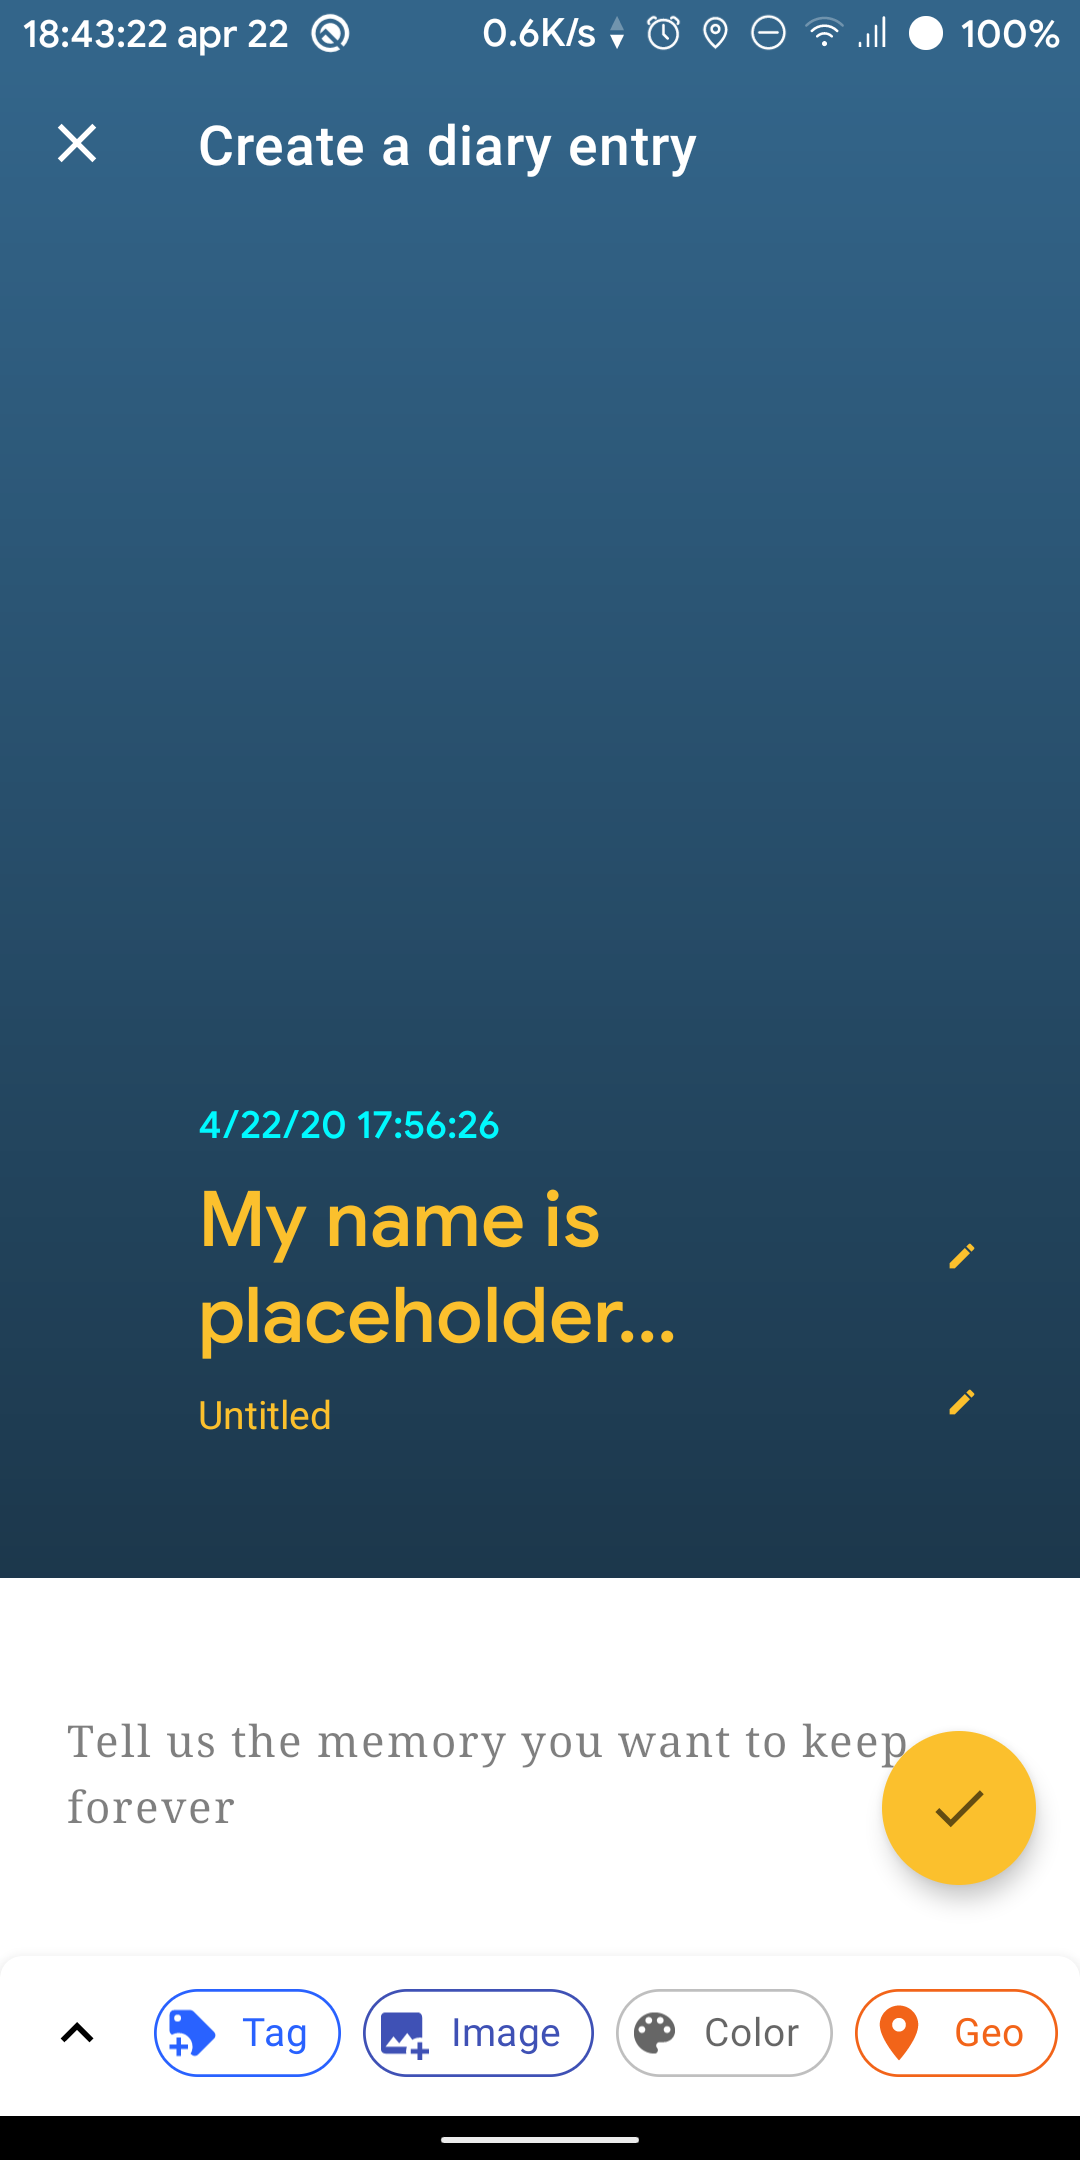 18:43:22 apr 22 0.6K/s 100%
Create a diary entry
4/22/20 17:56:26
My name is
placeholder...
Untitled
Tell us the memory you want to keep
forever
Tag Image Color Geo